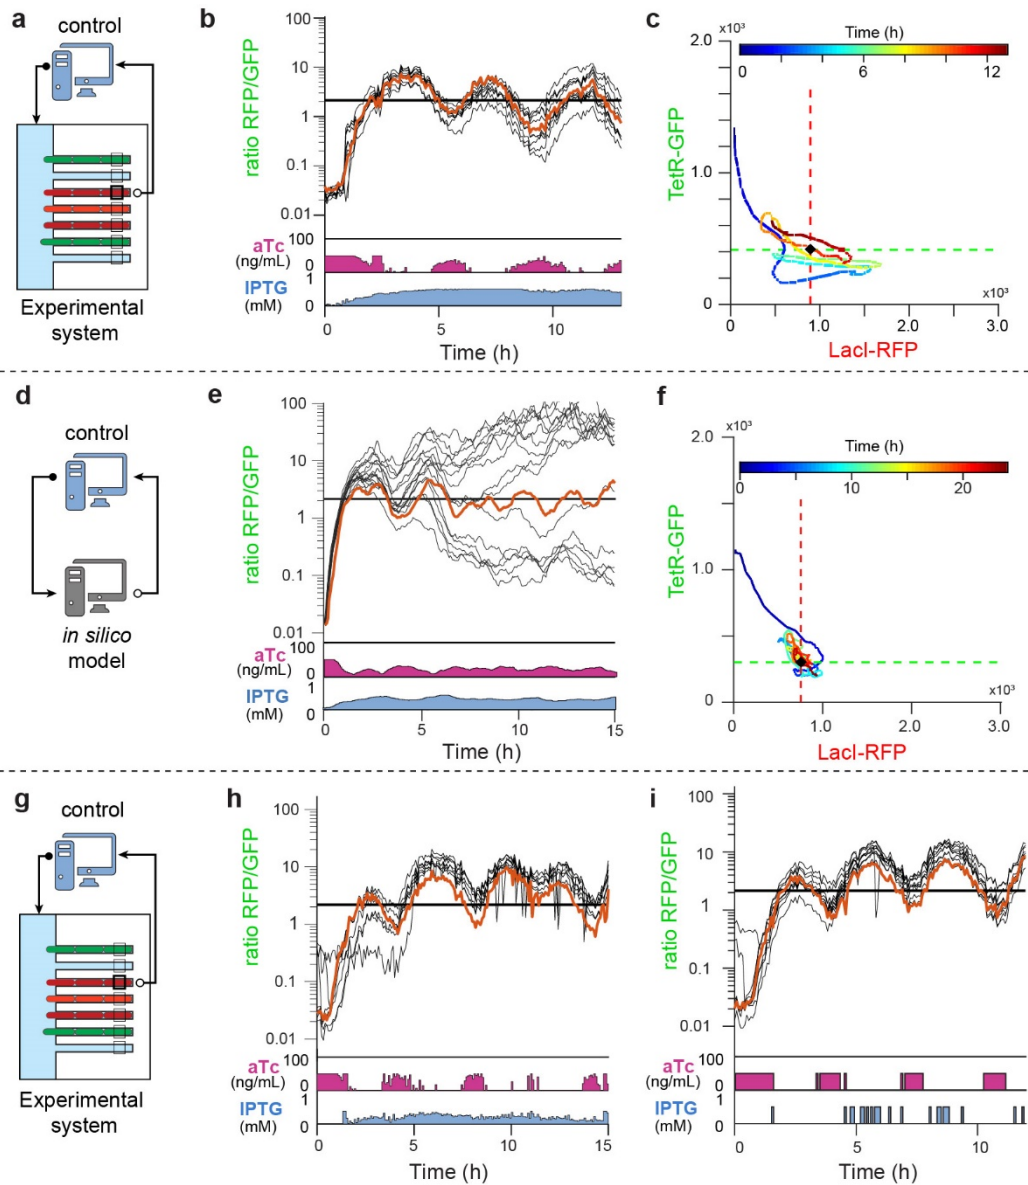 a
control
Experimental
system
b
ratio RFP/GFP
100
10
1
0.1
0.01
aTc
(ng/mL)
100
0
IPTG
(mM)
1
0
0
5
10
Time (h)
c
x10³
Time (h)
0
6
12
2.0
1.0
0
TetR-GFP
x10³
0
1.0
2.0
3.0
LacI-RFP
d
control
in silico
model
e
ratio RFP/GFP
100
10
1
0.1
0.01
aTc
(ng/mL)
100
0
IPTG
(mM)
1
0
0
5
10
15
Time (h)
f
x10³
Time (h)
0
10
20
2.0
1.0
0
TetR-GFP
x10³
0
1.0
2.0
3.0
LacI-RFP
g
control
Experimental
system
h
ratio RFP/GFP
100
10
1
0.1
0.01
aTc
(ng/mL)
100
0
IPTG
(mM)
1
0
0
5
10
15
Time (h)
i
ratio RFP/GFP
100
10
1
0.1
0.01
aTc
(ng/mL)
100
0
IPTG
(mM)
1
0
0
5
10
Time (h)